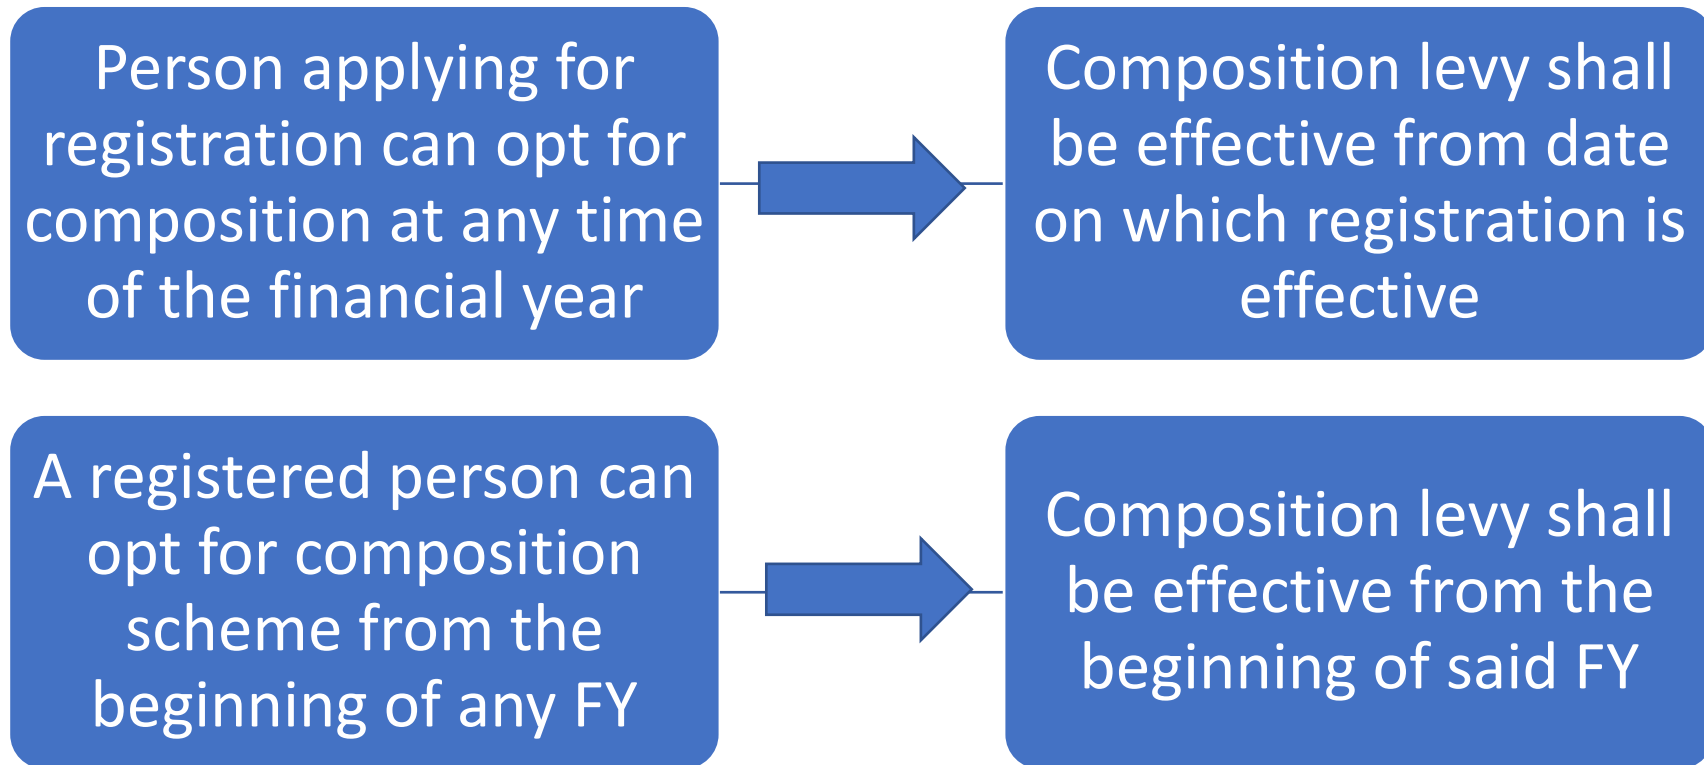 Person applying for
registration can opt for
composition at any time
of the financial year
Composition levy shall
be effective from date
on which registration is
effective
A registered person can
opt for composition
scheme from the
beginning of any FY
Composition levy shall
be effective from the
beginning of said FY